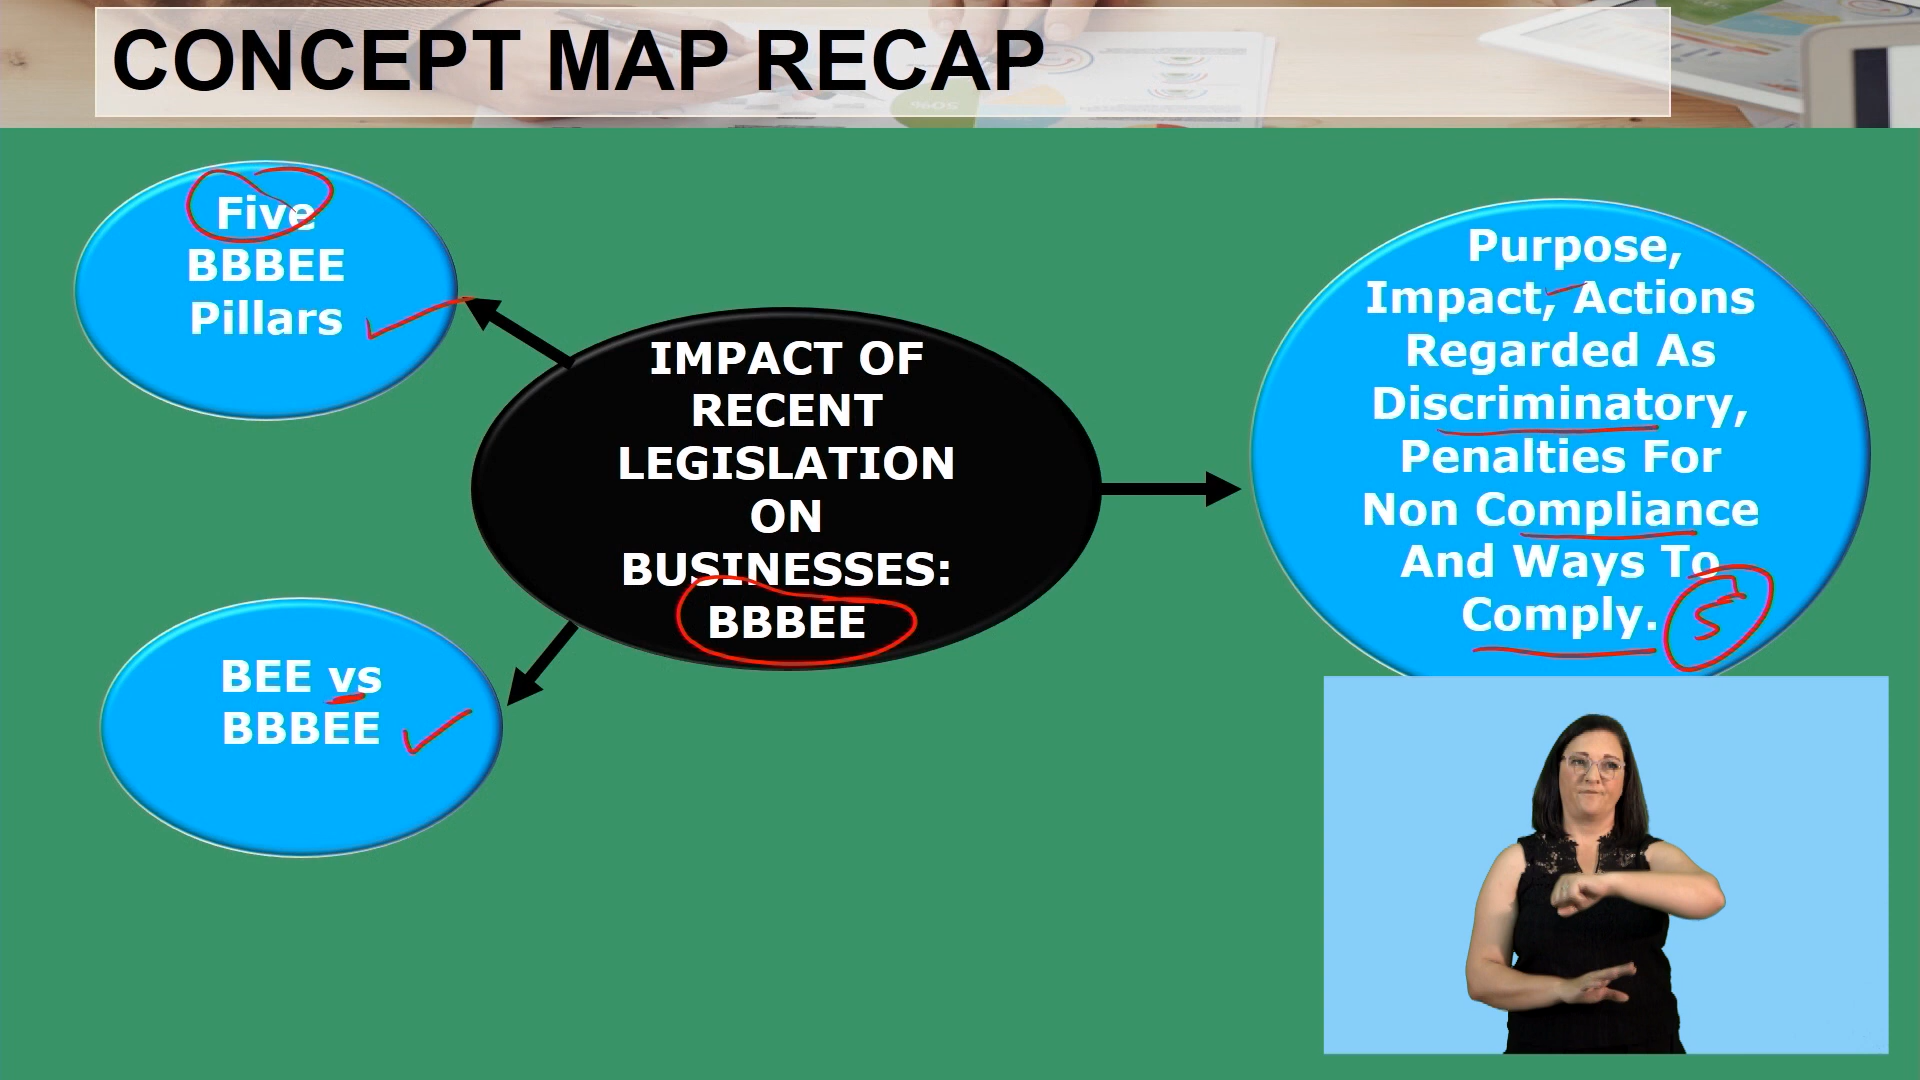 CONCEPT MAP RECAP
Five
BBBEE
Pillars
IMPACT OF
RECENT
LEGISLATION
ON
BUSINESSES:
BBBEE
BEE vs
BBBEE
Purpose,
Impact, Actions
Regarded As
Discriminatory,
Penalties For
Non Compliance
And Ways To
Comply.
5